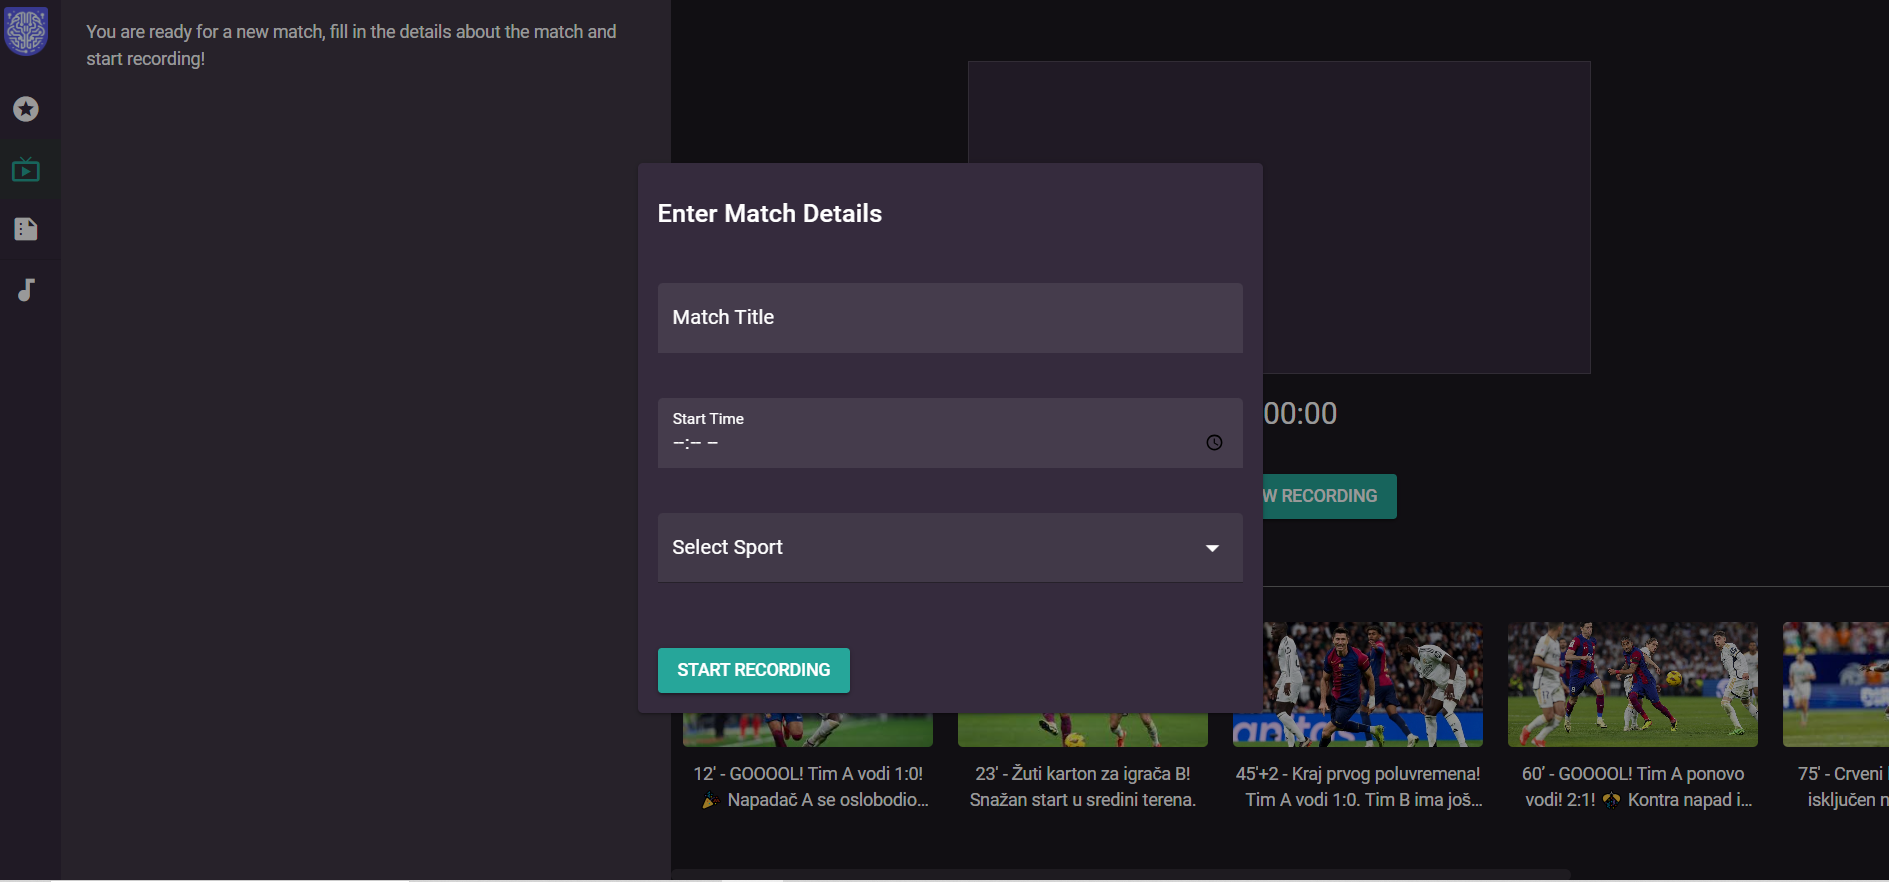 You are ready for a new match, fill in the details about the match and
start recording!
Enter Match Details
Match Title
Start Time
--:-- --
Select Sport
START RECORDING
00:00
W RECORDING
12' - GOOOOL! Tim A vodi 1:0!
🎉 Napadač A se oslobodio...
23' - Žuti karton za igrača B!
Snažan start u sredini terena.
45'+2 - Kraj prvog poluvremena!
Tim A vodi 1:0. Tim B ima još...
60’ - GOOOOL! Tim A ponovo
vodi! 2:1! Kontra napad i...
75' - Crveni
isključen